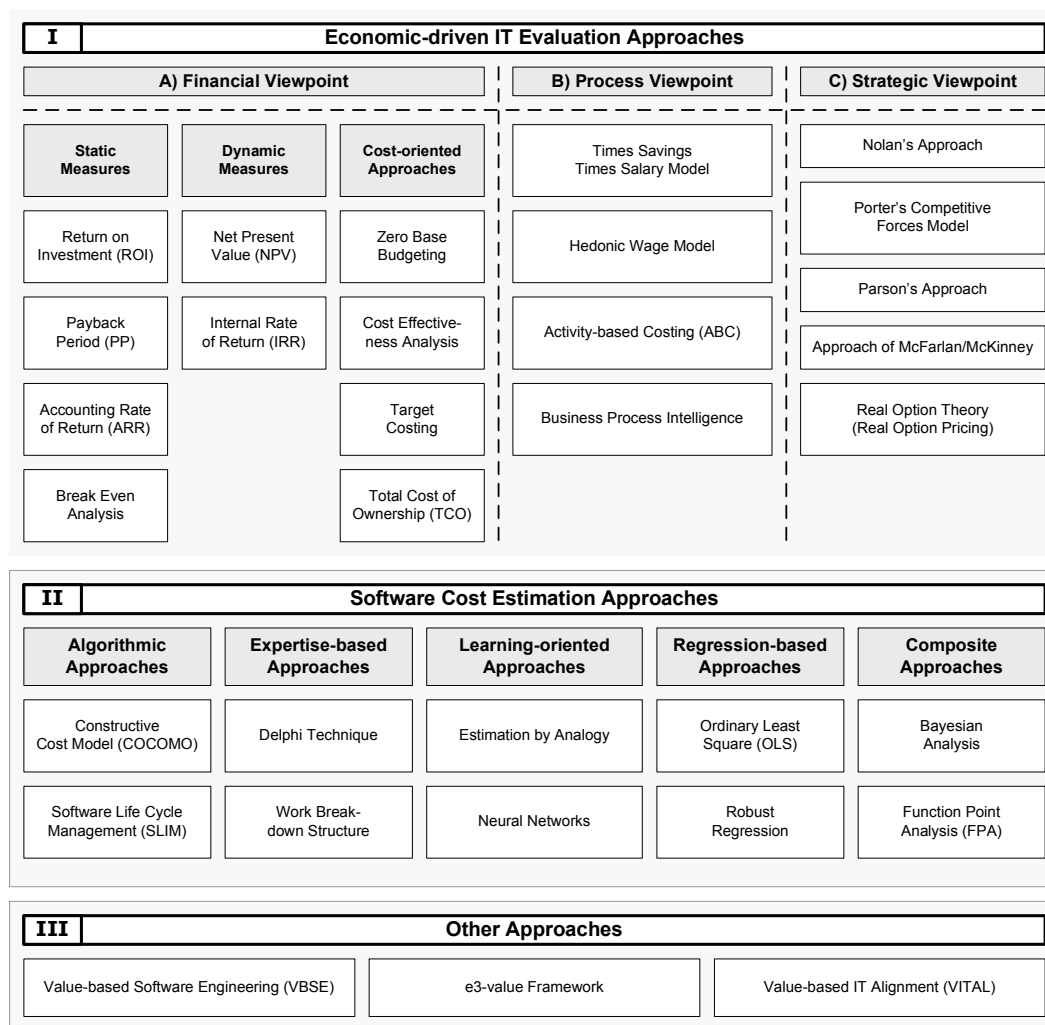 I
Economic-driven IT Evaluation Approaches
A) Financial Viewpoint
B) Process Viewpoint
C) Strategic Viewpoint
Static
Measures
Return on
Investment (ROI)
Payback
Period (PP)
Accounting Rate
of Return (ARR)
Break Even
Analysis
Dynamic
Measures
Net Present
Value (NPV)
Internal Rate
of Return (IRR)
Cost-oriented
Approaches
Zero Base
Budgeting
Cost Effective-
ness Analysis
Target
Costing
Total Cost of
Ownership (TCO)
Times Savings
Times Salary Model
Hedonic Wage Model
Activity-based Costing (ABC)
Business Process Intelligence
Nolan's Approach
Porter's Competitive
Forces Model
Parson's Approach
Approach of McFarlan/McKinney
Real Option Theory
(Real Option Pricing)
II
Software Cost Estimation Approaches
Algorithmic
Approaches
Constructive
Cost Model (COCOMO)
Software Life Cycle
Management (SLIM)
Expertise-based
Approaches
Delphi Technique
Work Break-
down Structure
Learning-oriented
Approaches
Estimation by Analogy
Neural Networks
Regression-based
Approaches
Ordinary Least
Square (OLS)
Robust
Regression
Composite
Approaches
Bayesian
Analysis
Function Point
Analysis (FPA)
III
Other Approaches
Value-based Software Engineering (VBSE)
e3-value Framework
Value-based IT Alignment (VITAL)